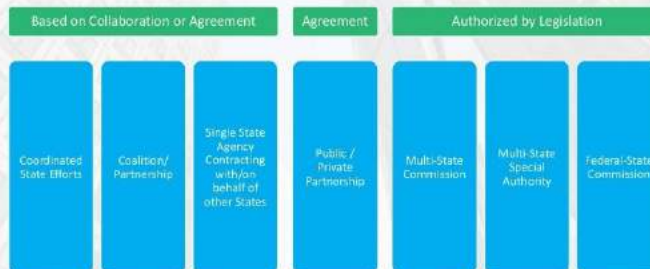 Based on Collaboration or Agreement
Agreement
Authorized by Legislation
Coordinated
State Efforts
Coalition/
Partnership
Single State
Agency
Contracting
with/on
behalf of
other States
Public /
Private
Partnership
Multi-State
Commission
Multi-State
Special
Authority
Federal-State
Commission